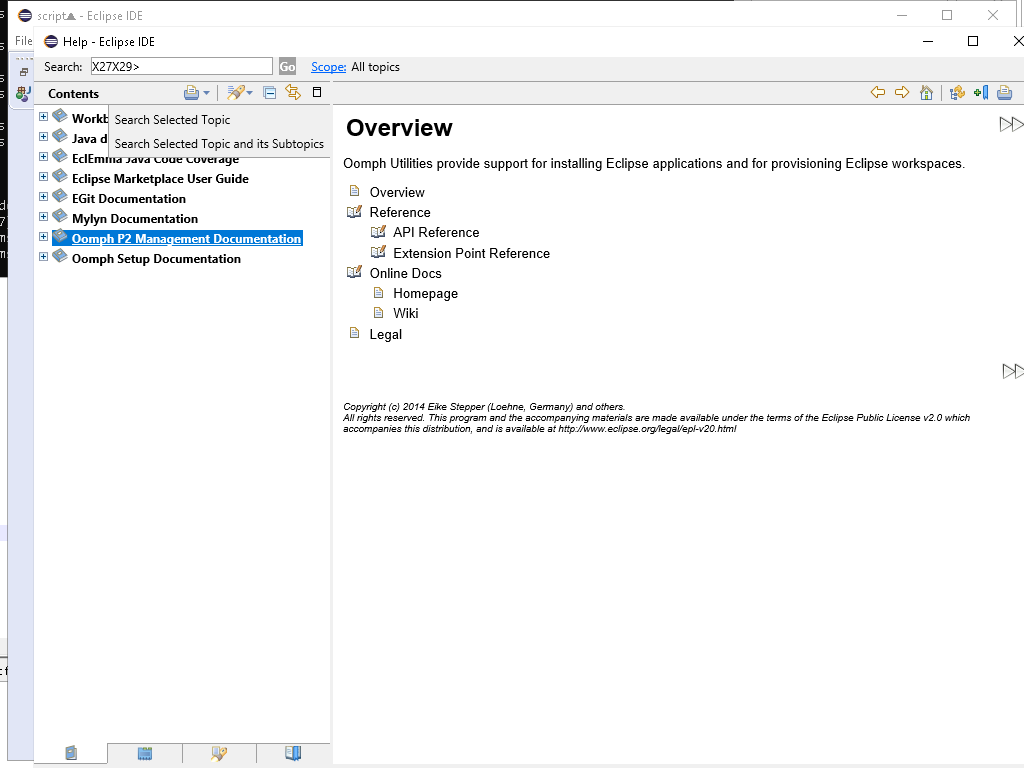 script - Eclipse IDE
File
Help - Eclipse IDE
Search: X27X29> Go Scope: All topics
Contents
Search Selected Topic
Search Selected Topic and its Subtopics
Java d
EclEmma Java Code Coverage
Eclipse Marketplace User Guide
EGit Documentation
Mylyn Documentation
Oomph P2 Management Documentation
Oomph Setup Documentation
Overview
Oomph Utilities provide support for installing Eclipse applications and for provisioning Eclipse workspaces.
Overview
Reference
API Reference
Extension Point Reference
Online Docs
Homepage
Wiki
Legal
Copyright (c) 2014 Eike Stepper (Loehne, Germany) and others.
All rights reserved. This program and the accompanying materials are made available under the terms of the Eclipse Public License v2.0 which
accompanies this distribution, and is available at http://www.eclipse.org/legal/epl-v20.html